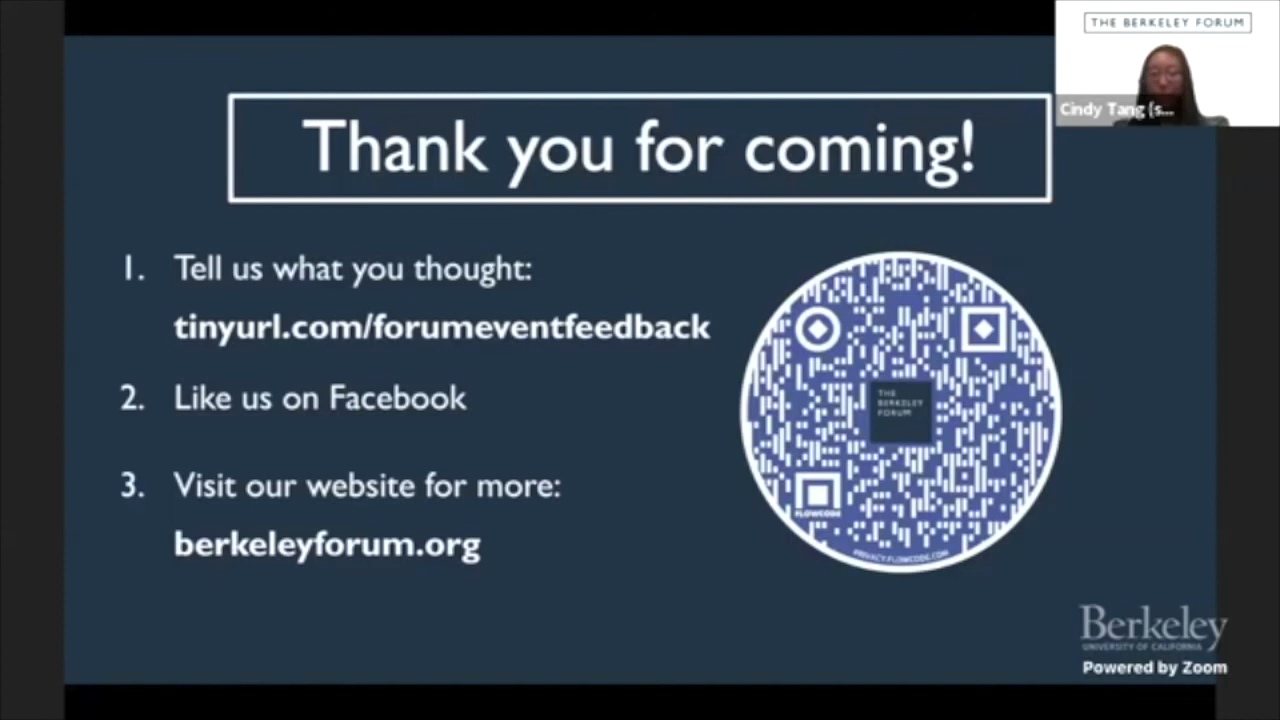 THE BERKELEY FORUM
Cindy Tang (s...
Thank you for coming!
1. Tell us what you thought:
tinyurl.com/forumeventfeedback
2. Like us on Facebook
3. Visit our website for more:
berkeleyforum.org
THE
BERKELEY
FORUM
FLOWCODE
PRIVACY.FLOWCODE.COM
Berkeley
UNIVERSITY OF CALIFORNIA
Powered by Zoom